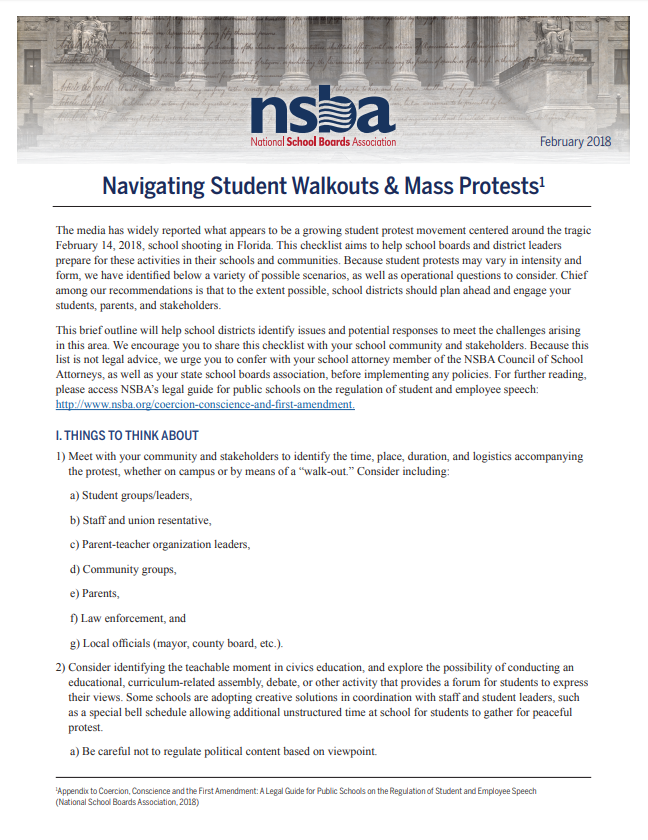 nsba
National School Boards Association
February 2018
Navigating Student Walkouts & Mass Protests¹
The media has widely reported what appears to be a growing student protest movement centered around the tragic
February 14, 2018, school shooting in Florida. This checklist aims to help school boards and district leaders
prepare for these activities in their schools and communities. Because student protests may vary in intensity and
form, we have identified below a variety of possible scenarios, as well as operational questions to consider. Chief
among our recommendations is that to the extent possible, school districts should plan ahead and engage your
students, parents, and stakeholders.
This brief outline will help school districts identify issues and potential responses to meet the challenges arising
in this area. We encourage you to share this checklist with your school community and stakeholders. Because this
list is not legal advice, we urge you to confer with your school attorney member of the NSBA Council of School
Attorneys, as well as your state school boards association, before implementing any policies. For further reading,
please access NSBA’s legal guide for public schools on the regulation of student and employee speech:
http://www.nsba.org/coercion-conscience-and-first-amendment.
I. THINGS TO THINK ABOUT
1) Meet with your community and stakeholders to identify the time, place, duration, and logistics accompanying
the protest, whether on campus or by means of a “walk-out.” Consider including:
a) Student groups/leaders,
b) Staff and union resentative,
c) Parent-teacher organization leaders,
d) Community groups,
e) Parents,
f) Law enforcement, and
g) Local officials (mayor, county board, etc.).
2) Consider identifying the teachable moment in civics education, and explore the possibility of conducting an
educational, curriculum-related assembly, debate, or other activity that provides a forum for students to express
their views. Some schools are adopting creative solutions in coordination with staff and student leaders, such
as a special bell schedule allowing additional unstructured time at school for students to gather for peaceful
protest.
a) Be careful not to regulate political content based on viewpoint.
¹Appendix to Coercion, Conscience and the First Amendment: A Legal Guide for Public Schools on the Regulation of Student and Employee Speech
(National School Boards Association, 2018)